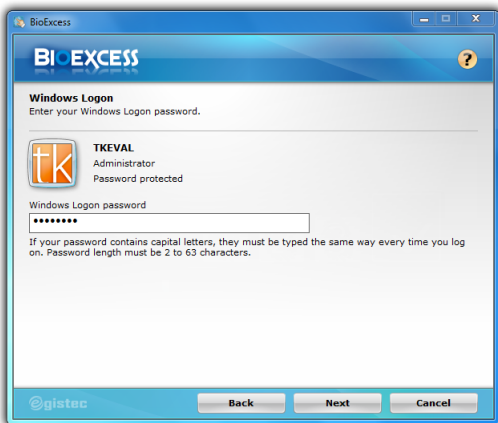 BioExcess
BIOEXCESS
?
Windows Logon
Enter your Windows Logon password.
tk
TKEVAL
Administrator
Password protected
Windows Logon password
••••••••
If your password contains capital letters, they must be typed the same way every time you log
on. Password length must be 2 to 63 characters.
egistec
Back
Next
Cancel